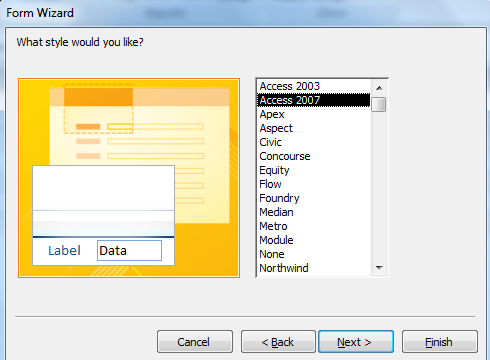 Form Wizard
What style would you like?
Label
Data
Access 2003
Access 2007
Apex
Aspect
Civic
Concourse
Equity
Flow
Foundry
Median
Metro
Module
None
Northwind
Cancel
< Back
Next >
Finish